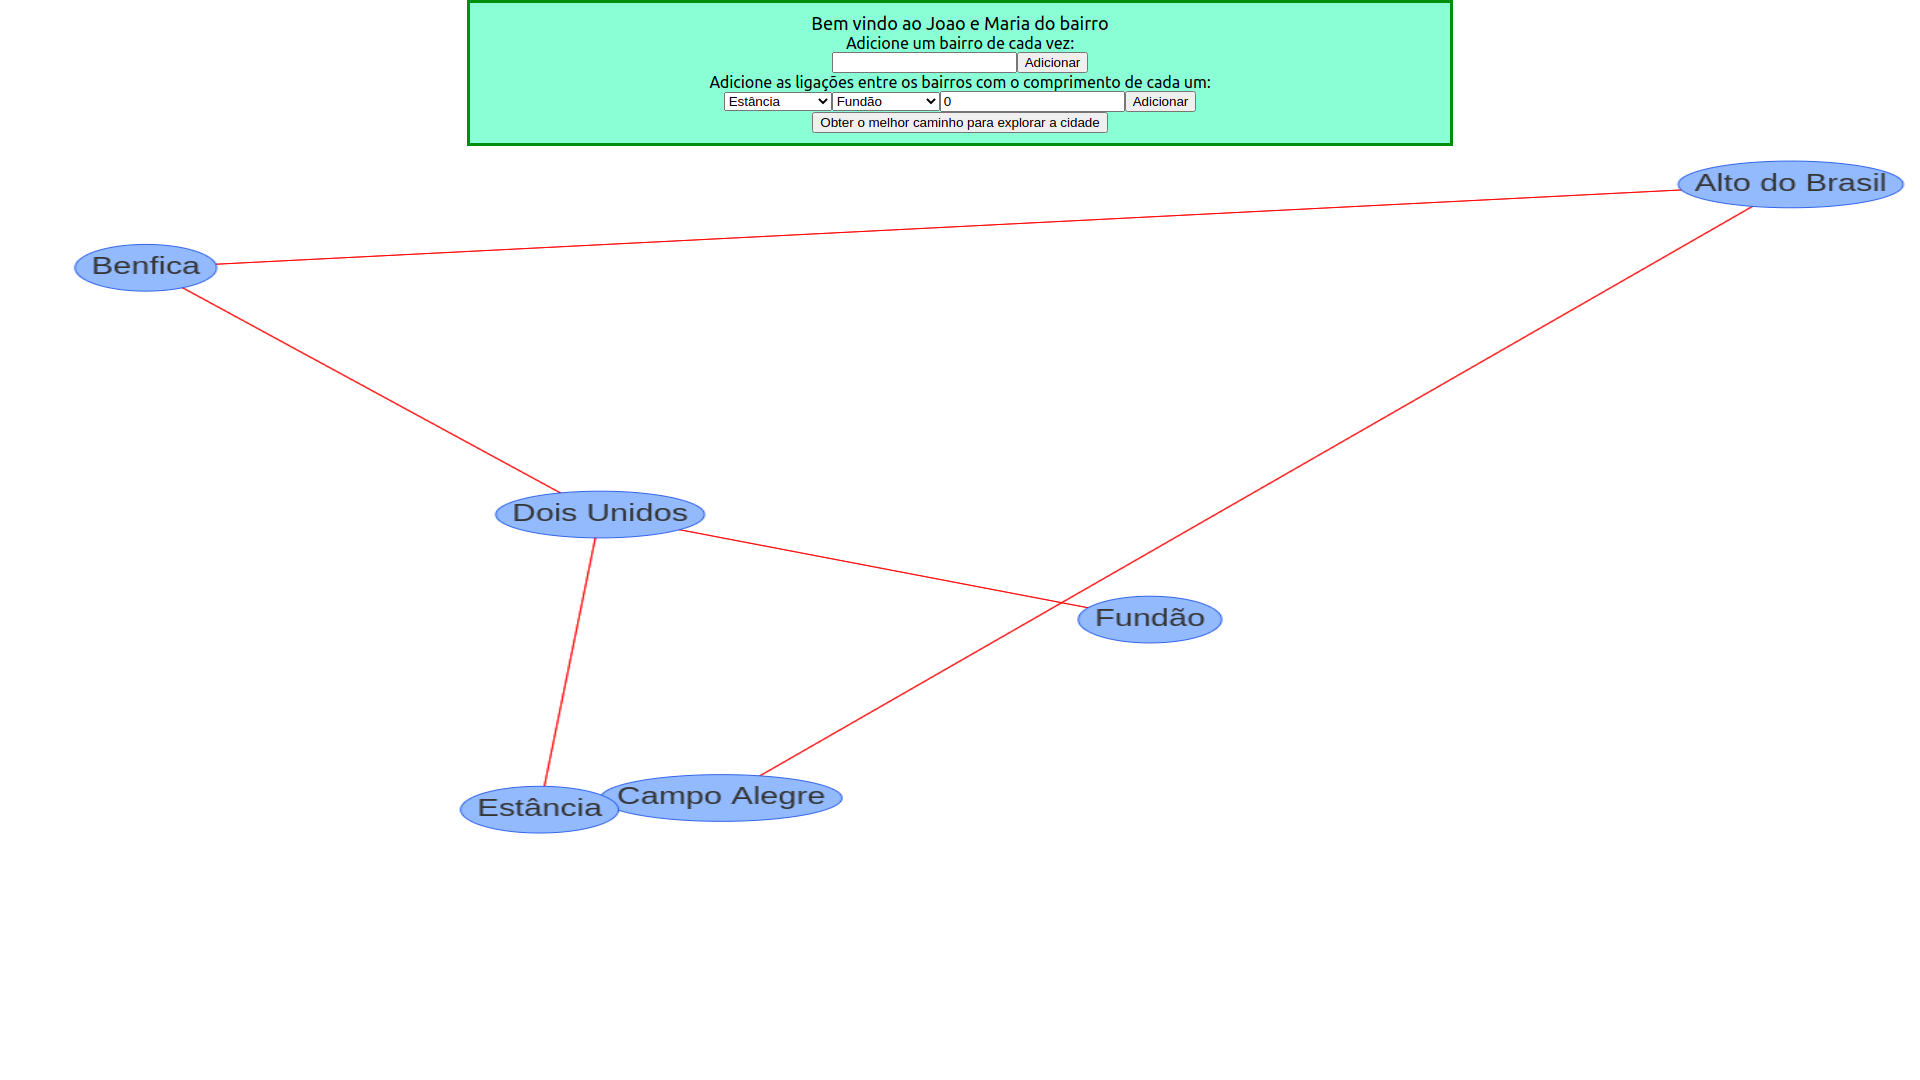 Bem vindo ao Joao e Maria do bairro
Adicione um bairro de cada vez:
Adicionar
Adicione as ligações entre os bairros com o comprimento de cada um:
Estância Fundão 0 Adicionar
Obter o melhor caminho para explorar a cidade
Alto do Brasil
Benfica
Dois Unidos
Fundão
Campo Alegre
Estância